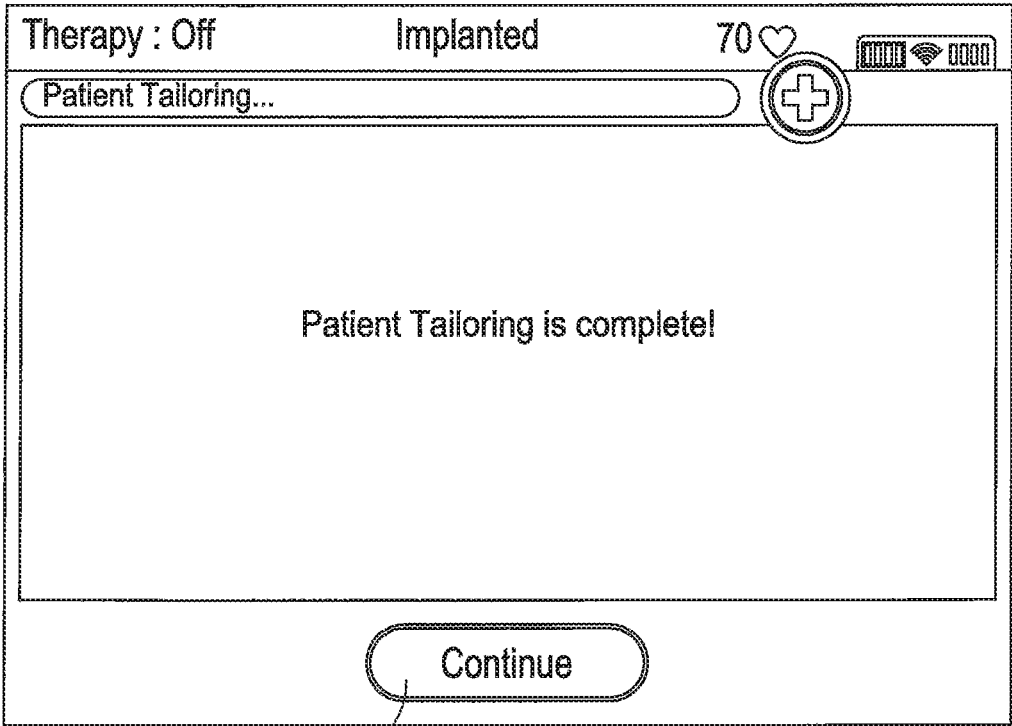 Therapy : Off Implanted 70
Patient Tailoring...
Patient Tailoring is complete!
Continue